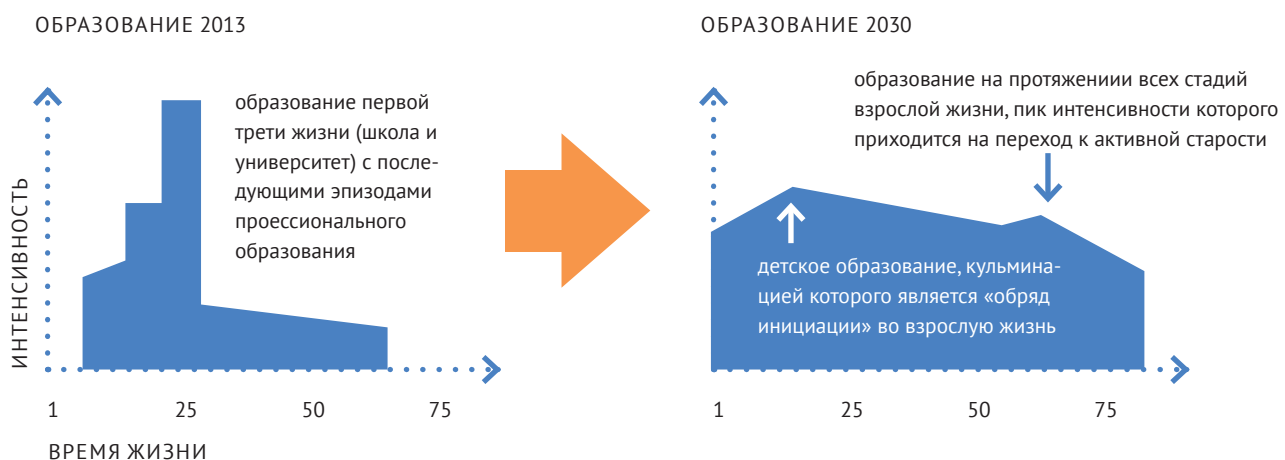 ОБРАЗОВАНИЕ 2013
образование первой
трети жизни (школа и
университет) с после-
дующими эпизодами
проессионального
образования
ИНТЕНСИВНОСТЬ
1 25 50 75
ВРЕМЯ ЖИЗНИ
ОБРАЗОВАНИЕ 2030
образование на протяжениии всех стадий
взрослой жизни, пик интенсивности которого
приходится на переход к активной старости
детское образование, кульмина-
цией которого является «обряд
инициации» во взрослую жизнь
1 25 50 75